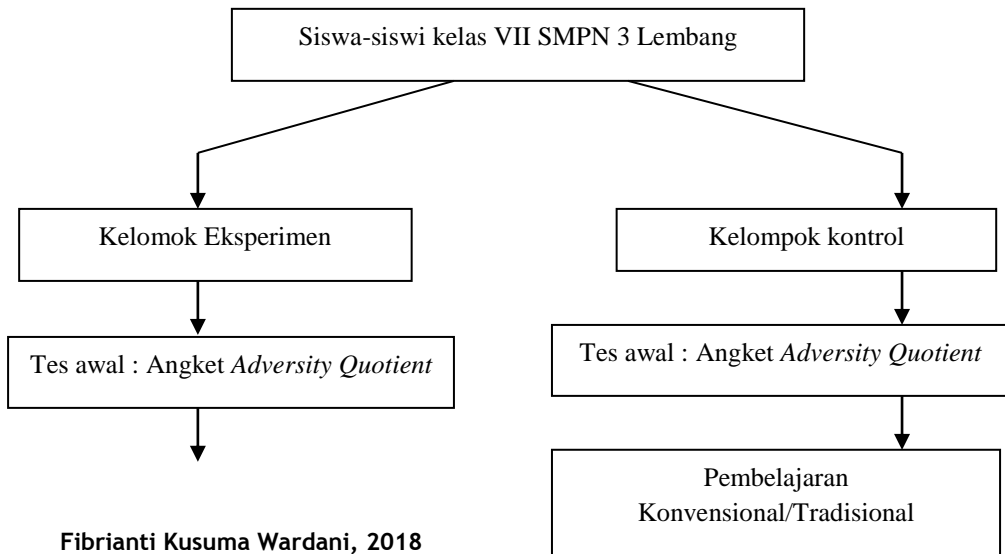 Siswa-siswi kelas VII SMPN 3 Lembang
Kelomok Eksperimen
Kelompok kontrol
Tes awal : Angket Adversity Quotient
Tes awal : Angket Adversity Quotient
Pembelajaran
Konvensional/Tradisional
Fibrianti Kusuma Wardani, 2018